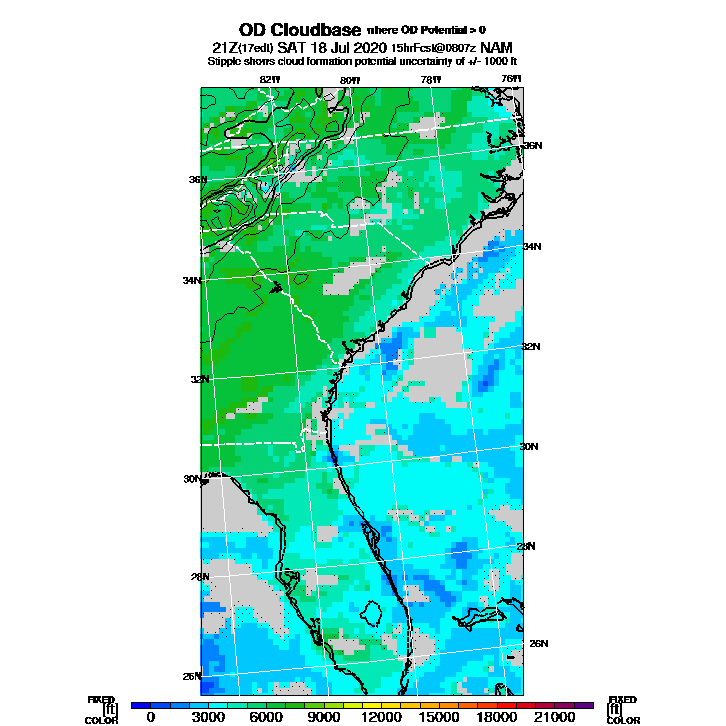 OD Cloudbase where OD Potential > 0
21Z(17edt) SAT 18 Jul 2020 15hrFcst@0807z NAM
Stipple shows cloud formation potential uncertainty of +/- 1000 ft
82W 80W 78W 76W
36N 36N
34N 34N
32N 32N
30N 30N
28N 28N
26N 26N
FIXED [ft] COLOR 0 3000 6000 9000 12000 15000 18000 21000 FIXED [ft] COLOR